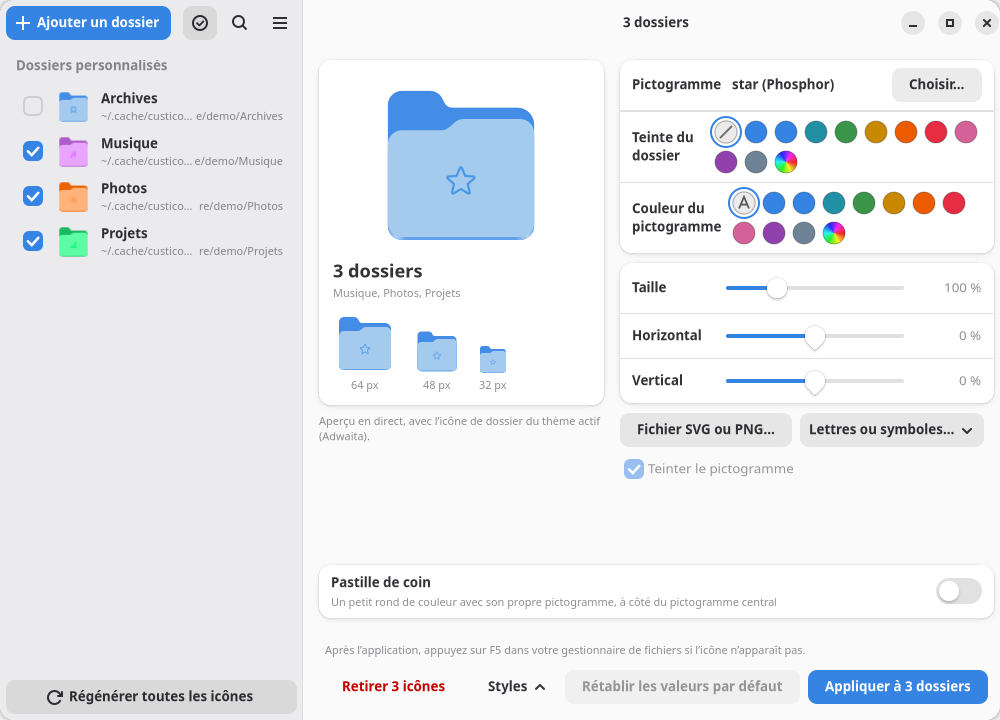 Ajouter un dossier
3 dossiers
Dossiers personnalisés
Archives
~/.cache/custico... e/demo/Archives
Musique
~/.cache/custico... e/demo/Musique
Photos
~/.cache/custico... re/demo/Photos
Projets
~/.cache/custico... re/demo/Projets
Régénérer toutes les icônes
3 dossiers
Musique, Photos, Projets
64 px
48 px
32 px
Aperçu en direct, avec l’icône de dossier du thème actif
(Adwaita).
Pictogramme star (Phosphor)
Choisir...
Teinte du
dossier
Couleur du
pictogramme
A
Taille
100 %
Horizontal
0 %
Vertical
0 %
Fichier SVG ou PNG...
Lettres ou symboles...
Teinter le pictogramme
Pastille de coin
Un petit rond de couleur avec son propre pictogramme, à côté du pictogramme central
Après l’application, appuyez sur F5 dans votre gestionnaire de fichiers si l’icône n’apparaît pas.
Retirer 3 icônes
Styles
Rétablir les valeurs par défaut
Appliquer à 3 dossiers